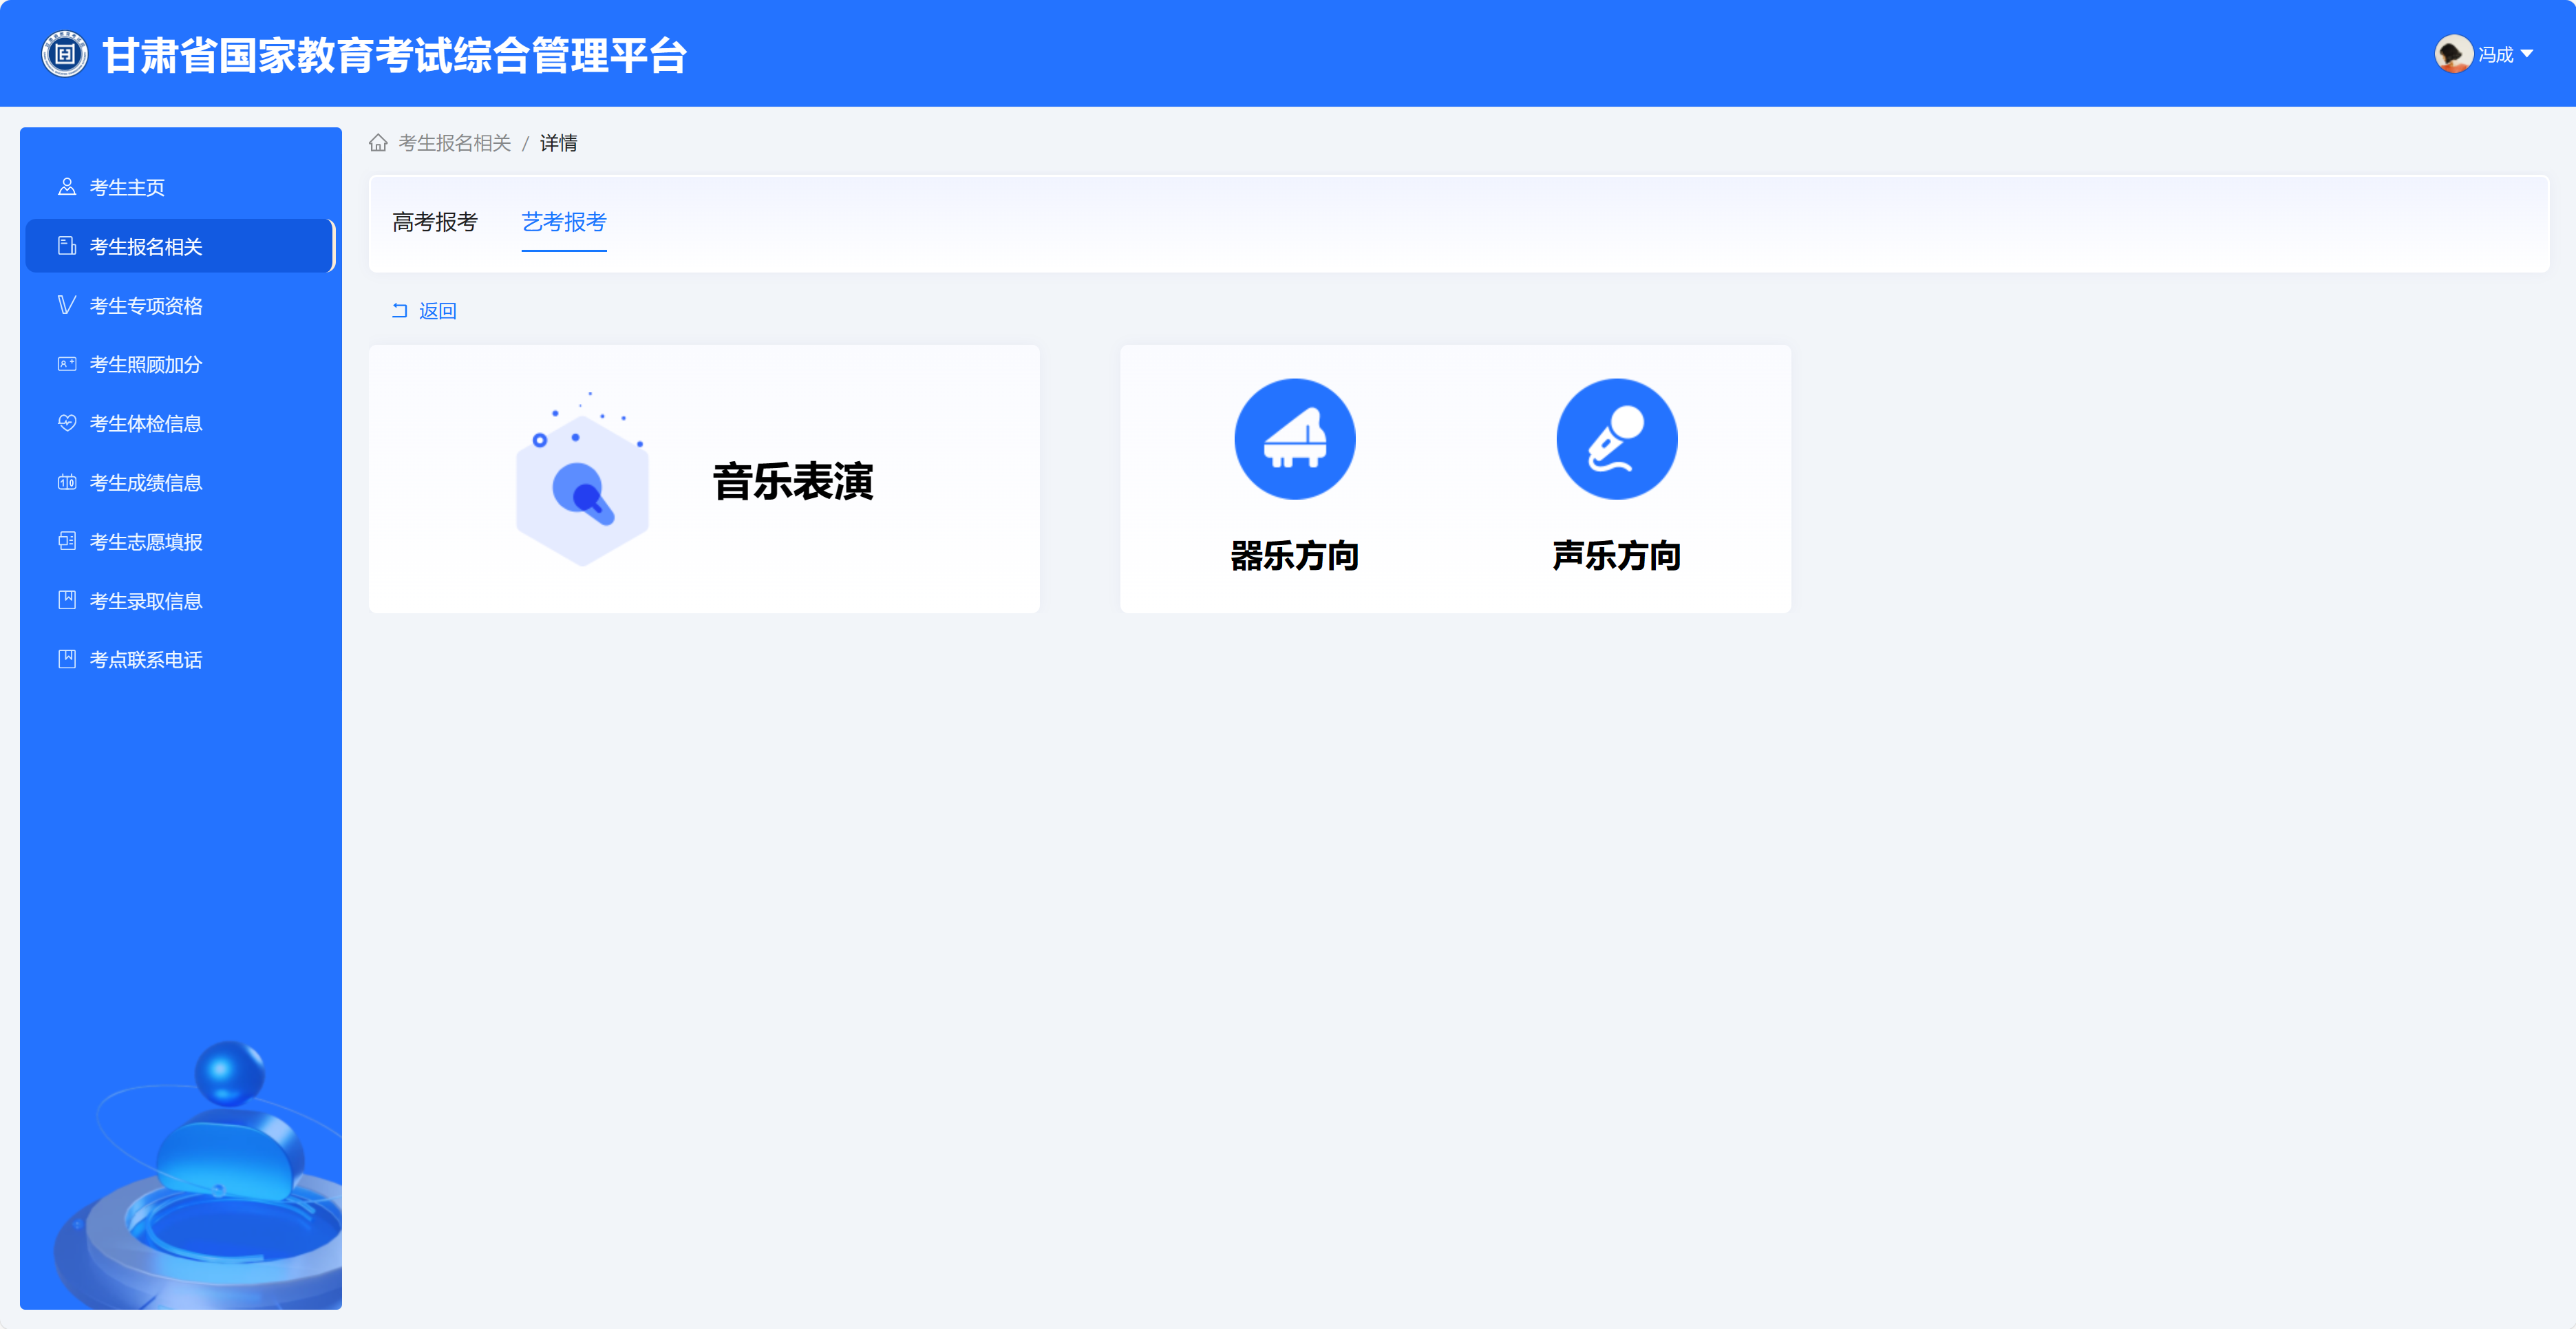 甘肃省国家教育考试综合管理平台
冯成
考生主页
考生报名相关
考生专项资格
考生照顾加分
考生体检信息
考生成绩信息
考生志愿填报
考生录取信息
考点联系电话
考生报名相关 / 详情
高考报考 艺考报考
返回
音乐表演
器乐方向 声乐方向